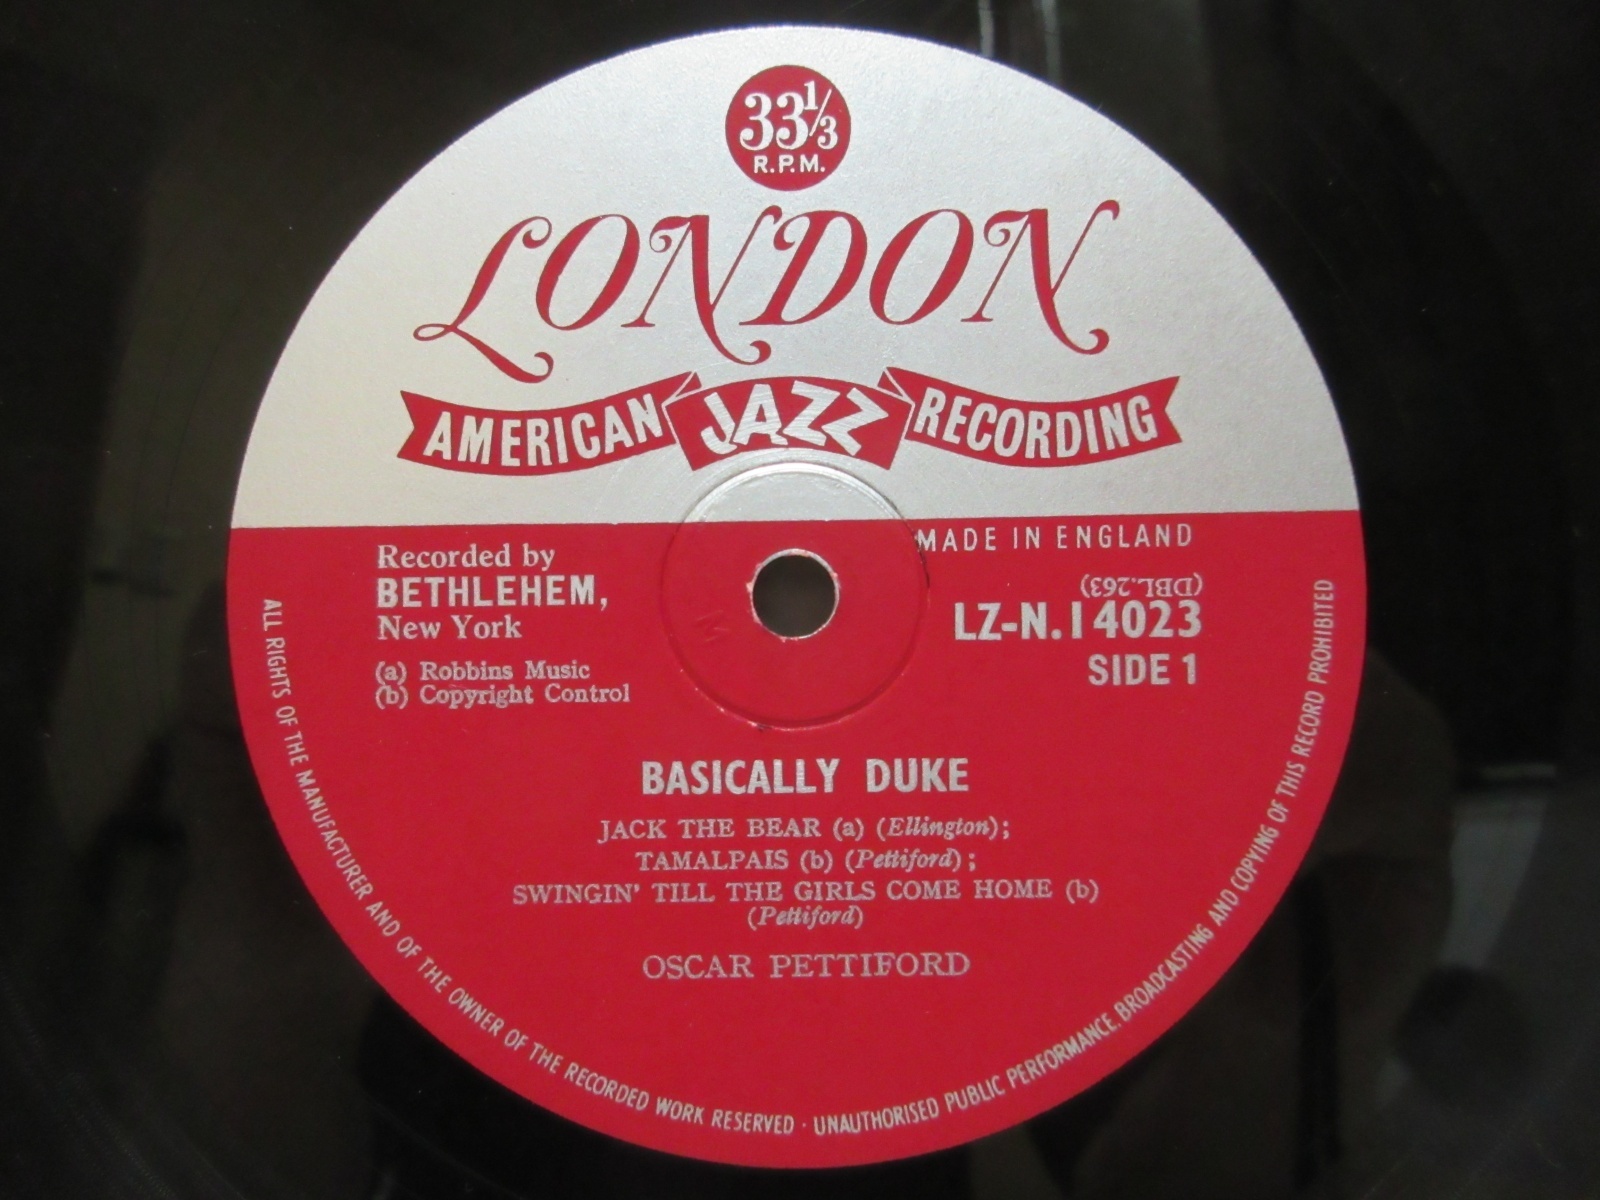 33 1/3
R.P.M.
LONDON
AMERICAN JAZZ RECORDING
MADE IN ENGLAND
Recorded by
BETHLEHEM,
New York
(a) Robbins Music
(b) Copyright Control
(DBL.263)
LZ-N.14023
SIDE 1
BASICALLY DUKE
JACK THE BEAR (a) (Ellington);
TAMALPAIS (b) (Pettiford);
SWINGIN' TILL THE GIRLS COME HOME (b)
(Pettiford)
OSCAR PETTIFORD
ALL RIGHTS OF THE MANUFACTURER AND OF THE OWNER OF THE RECORDED WORK RESERVED · UNAUTHORISED PUBLIC PERFORMANCE, BROADCASTING AND COPYING OF THIS RECORD PROHIBITED
M